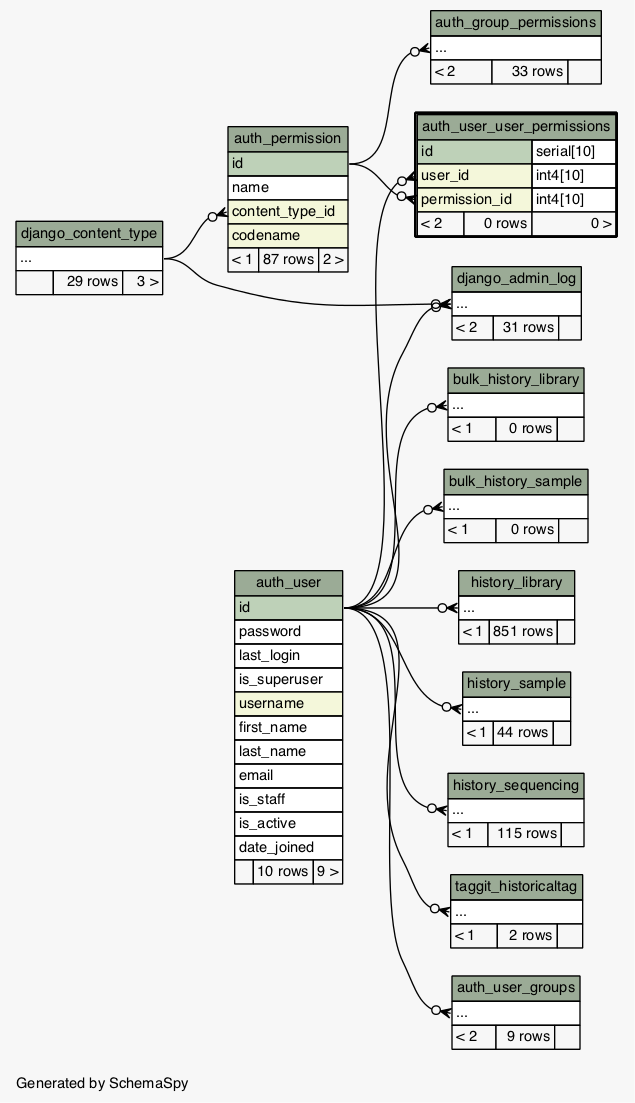 auth_group_permissions
...
< 2 33 rows
auth_user_user_permissions
id serial[10]
user_id int4[10]
permission_id int4[10]
< 2 0 rows 0 >
auth_permission
id
name
content_type_id
codename
< 1 87 rows 2 >
django_content_type
...
29 rows 3 >
django_admin_log
...
< 2 31 rows
bulk_history_library
...
< 1 0 rows
bulk_history_sample
...
< 1 0 rows
auth_user
id
password
last_login
is_superuser
username
first_name
last_name
email
is_staff
is_active
date_joined
10 rows 9 >
history_library
...
< 1 851 rows
history_sample
...
< 1 44 rows
history_sequencing
...
< 1 115 rows
taggit_historicaltag
...
< 1 2 rows
auth_user_groups
...
< 2 9 rows
Generated by SchemaSpy